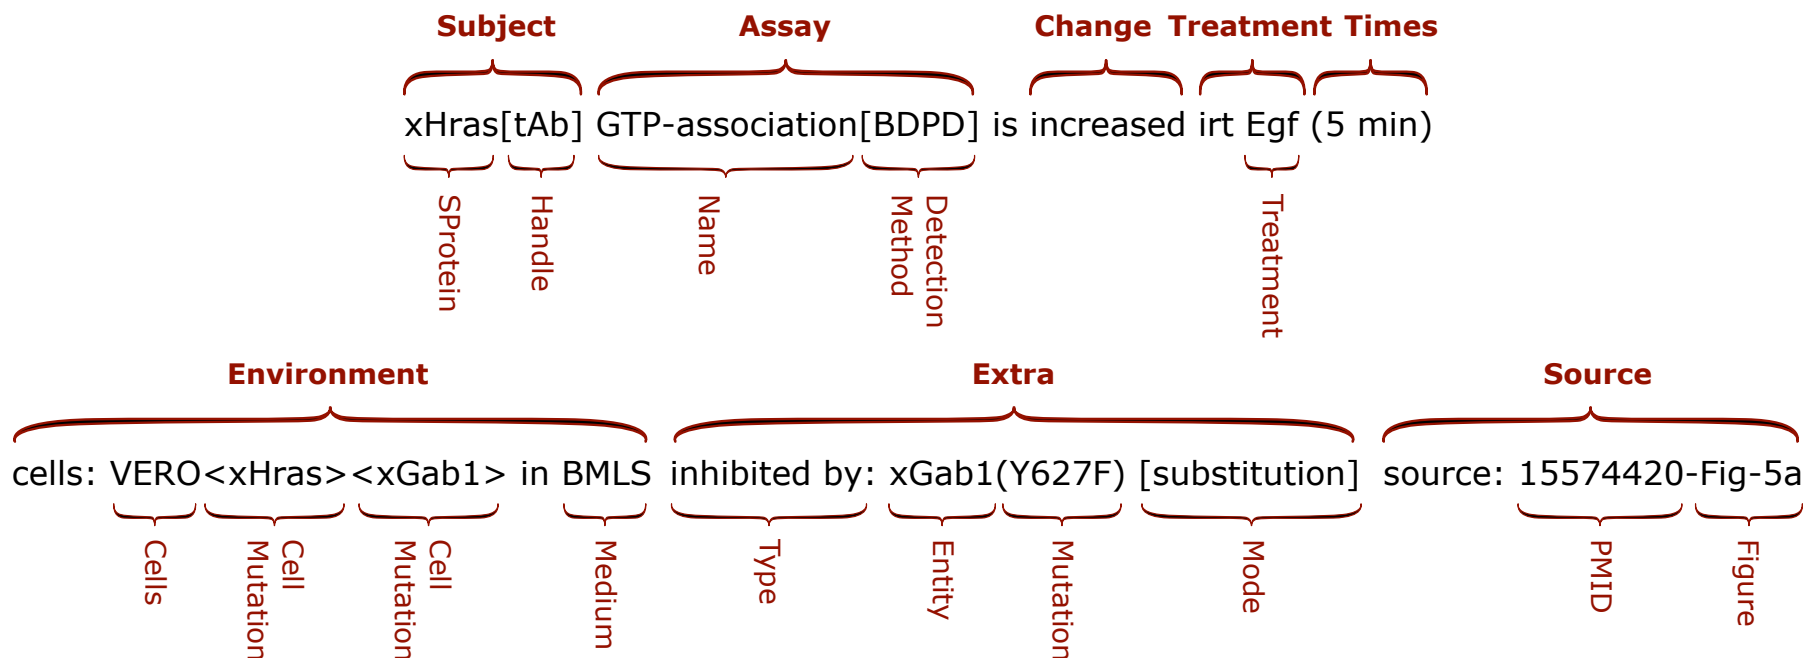 Subject Assay Change Treatment Times
xHras[tAb] GTP-association[BDPD] is increased irt Egf (5 min)
SProtein Handle Name Detection Method Treatment
Environment Extra Source
cells: VERO<xHras><xGab1> in BMLS inhibited by: xGab1(Y627F) [substitution] source: 15574420-Fig-5a
Cells Cell Mutation Cell Mutation Medium Type Entity Mutation Mode PMID Figure